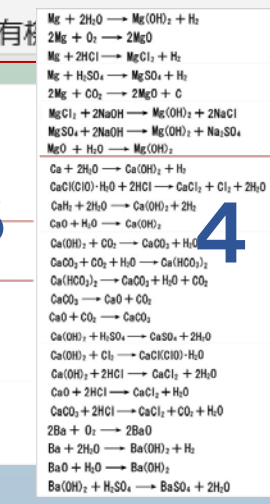 有
Mg + 2H₂O → Mg(OH)₂ + H₂
2Mg + O₂ → 2MgO
Mg + 2HCl → MgCl₂ + H₂
Mg + H₂SO₄ → MgSO₄ + H₂
2Mg + CO₂ → 2MgO + C
MgCl₂ + 2NaOH → Mg(OH)₂ + 2NaCl
MgSO₄ + 2NaOH → Mg(OH)₂ + Na₂SO₄
MgO + H₂O → Mg(OH)₂
Ca + 2H₂O → Ca(OH)₂ + H₂
CaCl(ClO)·H₂O + 2HCl → CaCl₂ + Cl₂ + 2H₂O
CaH₂ + 2H₂O → Ca(OH)₂ + 2H₂
CaO + H₂O → Ca(OH)₂
Ca(OH)₂ + CO₂ → CaCO₃ + H₂O
4
CaCO₃ + CO₂ + H₂O → Ca(HCO₃)₂
Ca(HCO₃)₂ → CaCO₃ + H₂O + CO₂
CaCO₃ → CaO + CO₂
CaO + CO₂ → CaCO₃
Ca(OH)₂ + H₂SO₄ → CaSO₄ + 2H₂O
Ca(OH)₂ + Cl₂ → CaCl(ClO)·H₂O
Ca(OH)₂ + 2HCl → CaCl₂ + 2H₂O
CaO + 2HCl → CaCl₂ + H₂O
CaCO₃ + 2HCl → CaCl₂ + CO₂ + H₂O
2Ba + O₂ → 2BaO
Ba + 2H₂O → Ba(OH)₂ + H₂
BaO + H₂O → Ba(OH)₂
Ba(OH)₂ + H₂SO₄ → BaSO₄ + 2H₂O